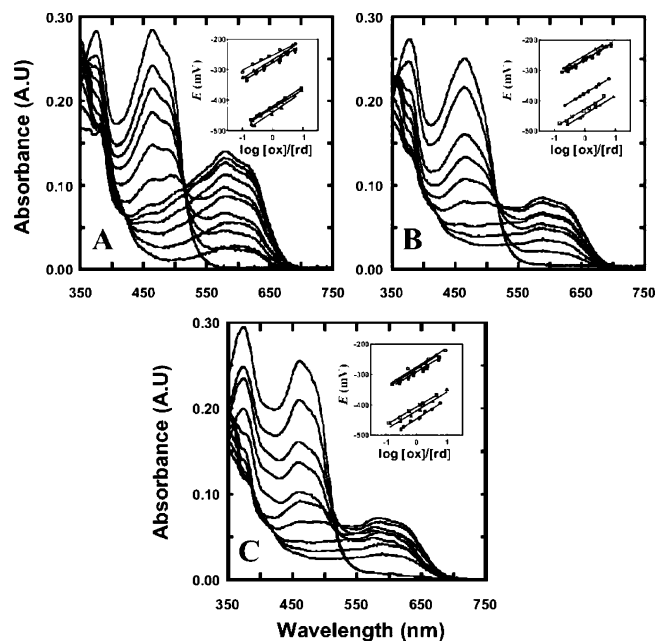 0.30
0.20
0.10
0.00
Absorbance (A.U)
350 450 550 650 750
A
-200
-300
-400
-500
E (mV)
-1 0 1
log [ox]/[rd]
0.30
0.20
0.10
0.00
Absorbance (A.U)
350 450 550 650 750
B
-200
-300
-400
-500
E (mV)
-1 0 1
log [ox]/[rd]
0.30
0.20
0.10
0.00
Absorbance (A.U)
350 450 550 650 750
C
-200
-300
-400
-500
E (mV)
-1 0 1
log [ox]/[rd]
Wavelength (nm)